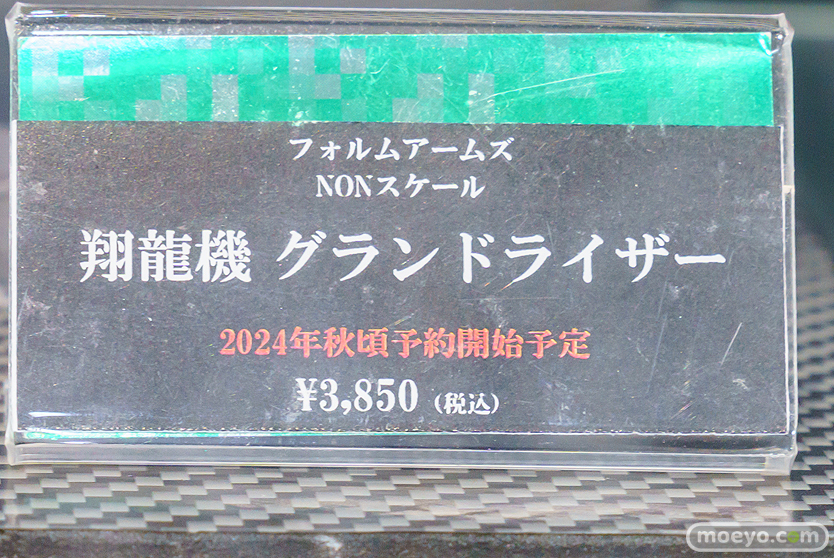 フォルムアームズ
NONスケール
翔龍機 グランドライザー
2024年秋頃予約開始予定
¥3,850 (税込)
moeyo.com